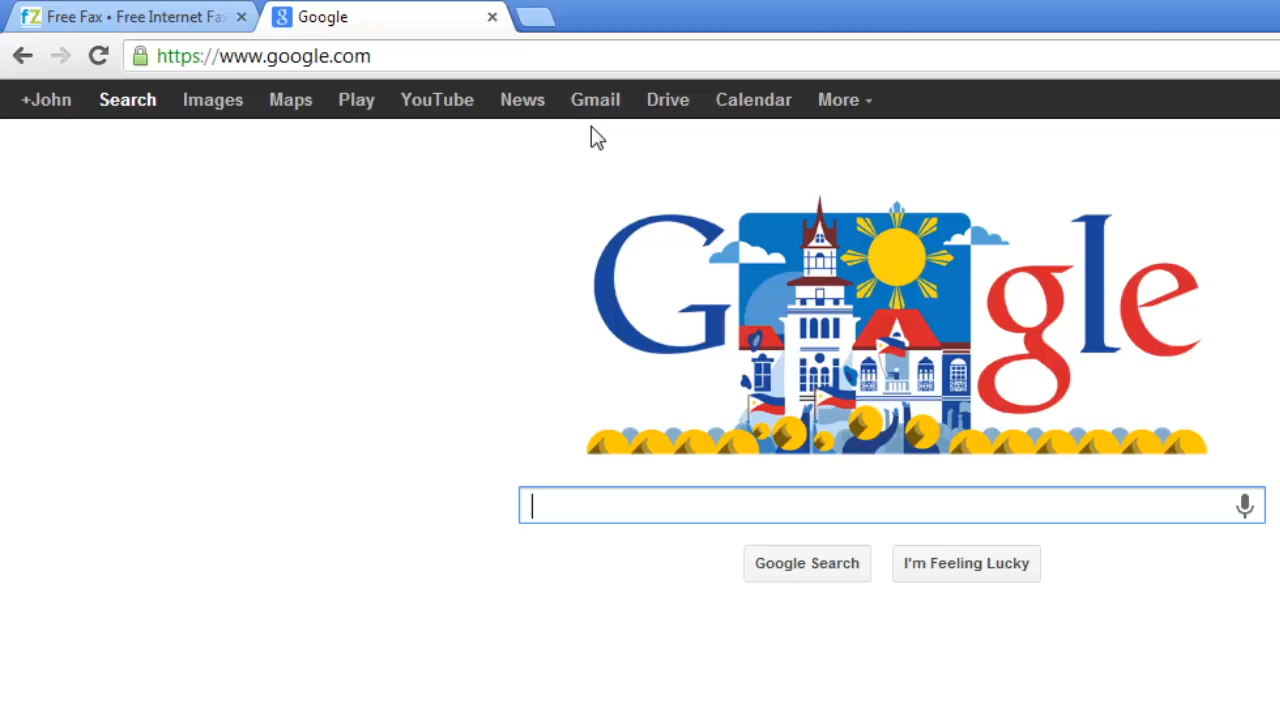 Free Fax • Free Internet Fa
Google
https://www.google.com
+John Search Images Maps Play YouTube News Gmail Drive Calendar More
Google
Google Search I'm Feeling Lucky